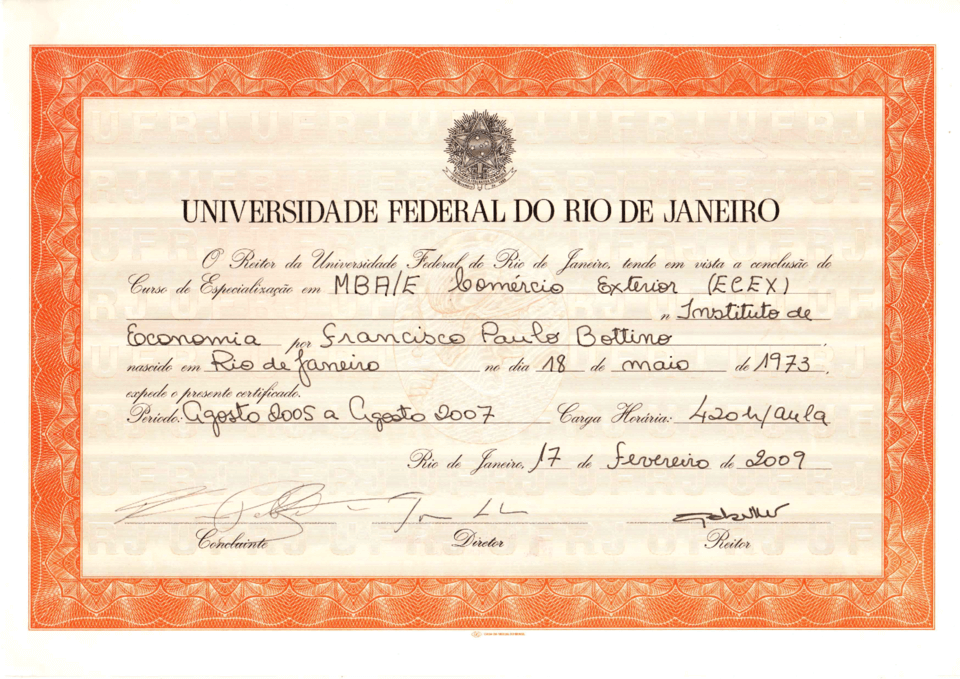 UNIVERSIDADE FEDERAL DO RIO DE JANEIRO
O Reitor da Universidade Federal do Rio de Janeiro, tendo em vista a conclusão do
Curso de Especialização em MBA/E Comércio Exterior (ECEX)
n Instituto de
Economia por Francisco Paulo Bottino,
nascido em Rio de Janeiro no dia 18 de maio de 1973,
expede o presente certificado.
Período: Agosto 2005 a Agosto 2007 Carga Horária: 420h/aula
Rio de Janeiro, 17 de fevereiro de 2009
Concluinte Diretor Reitor